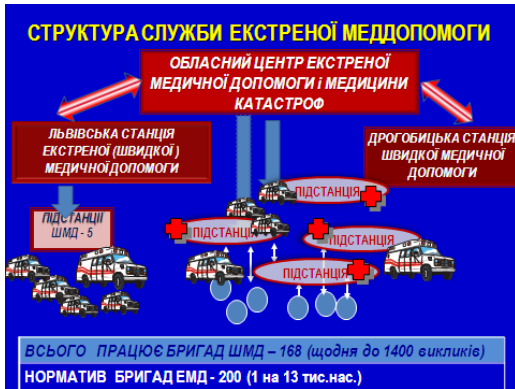 СТРУКТУРА СЛУЖБИ ЕКСТРЕНОЇ МЕДДОПОМОГИ
ОБЛАСНИЙ ЦЕНТР ЕКСТРЕНОЇ
МЕДИЧНОЇ ДОПОМОГИ і МЕДИЦИНИ
КАТАСТРОФ
ЛЬВІВСЬКА СТАНЦІЯ
ЕКСТРЕНОЇ (ШВИДКОЇ )
МЕДИЧНОЇ ДОПОМОГИ
ДРОГОБИЦЬКА СТАНЦІЯ
ШВИДКОЇ МЕДИЧНОЇ
ДОПОМОГИ
ПІДСТАНЦІЇ
ШМД - 5
ПІДСТАНЦІЯ
ПІДСТАНЦІЯ
ПІДСТАНЦІЯ
ПІДСТАНЦІЯ
ВСЬОГО ПРАЦЮЄ БРИГАД ШМД – 168 (щодня до 1400 викликів)
НОРМАТИВ БРИГАД ЕМД - 200 (1 на 13 тис.нас.)